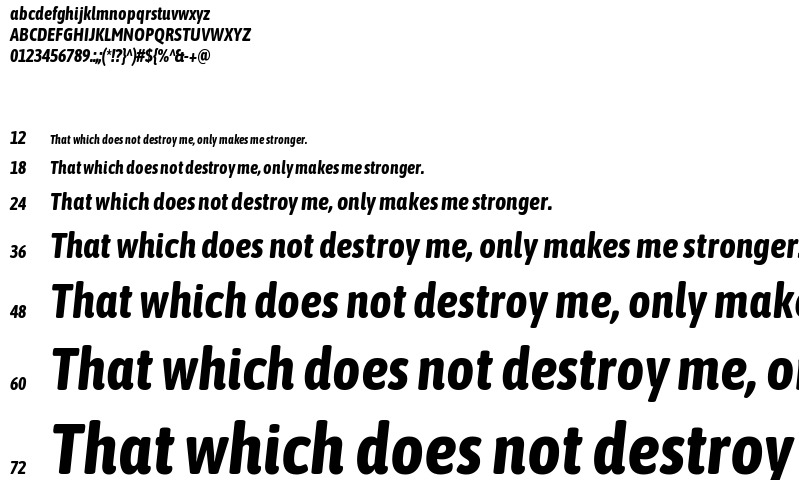 abcdefghijklmnopqrstuvwxyz
ABCDEFGHIJKLMNOPQRSTUVWXYZ
0123456789.:,;(*!?}^)#${%^&-+@
12 That which does not destroy me, only makes me stronger.
18 That which does not destroy me, only makes me stronger.
24 That which does not destroy me, only makes me stronger.
36 That which does not destroy me, only makes me stronger.
48 That which does not destroy me, only mak
60 That which does not destroy me, o
72 That which does not destroy